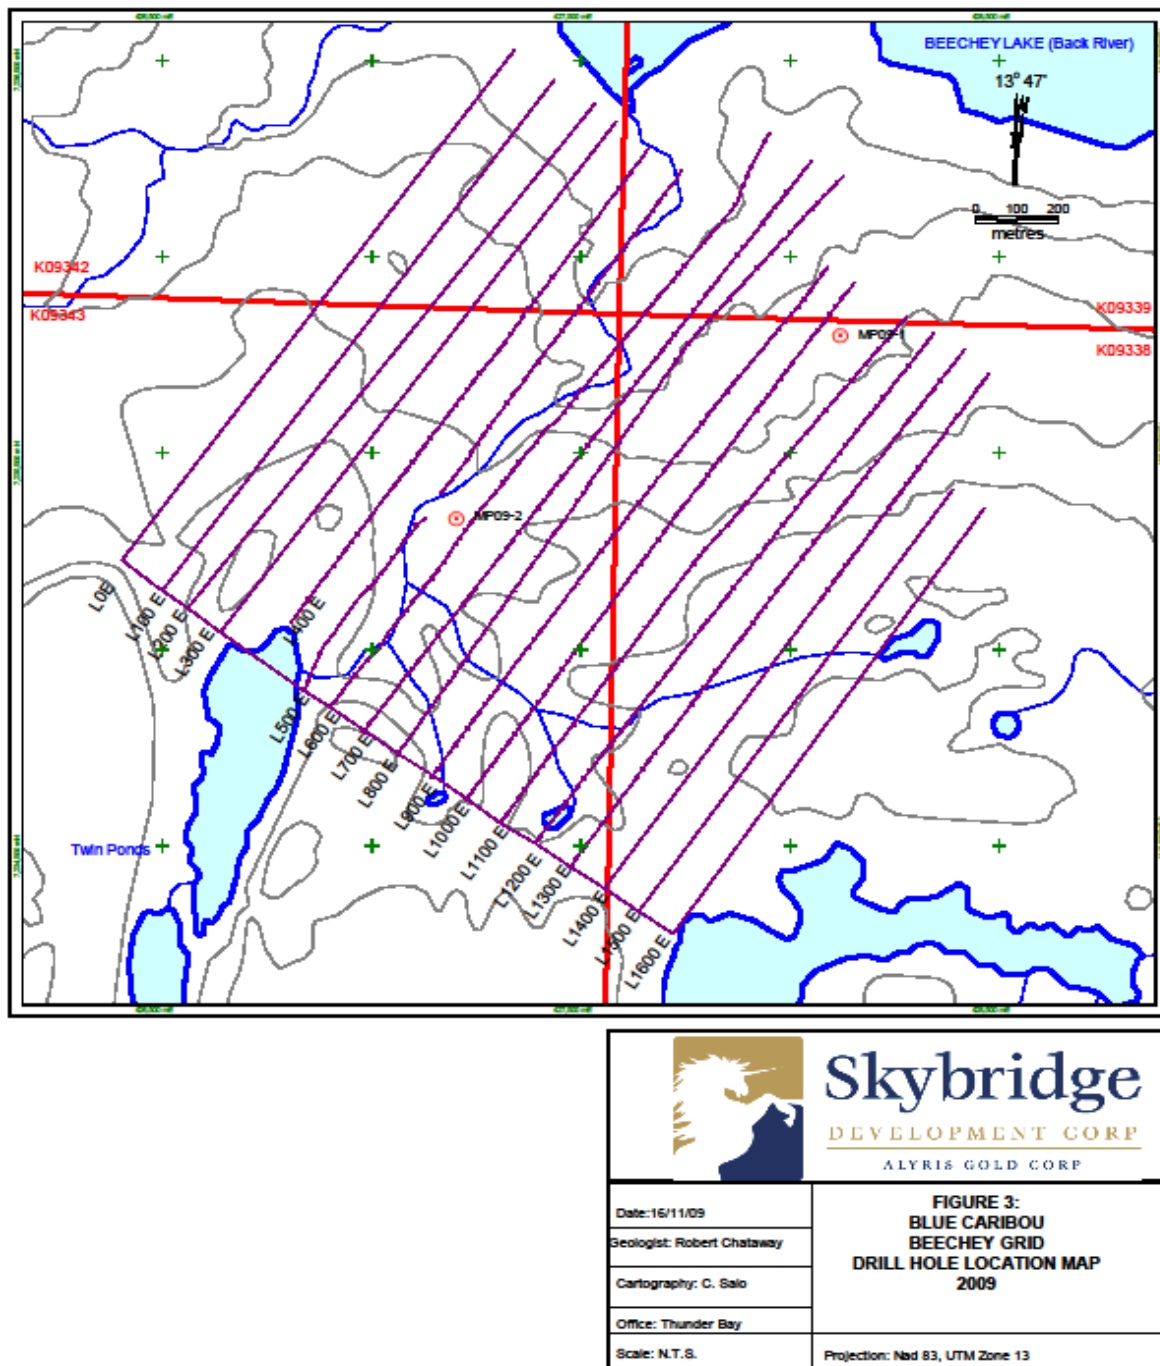 BEECHEY LAKE (Back River)
13° 47'
0 100 200
metres
K09342
K09343
K09339
K09338
MP09-1
MP09-2
L0E
L100 E
L200 E
L300 E
L400 E
L500 E
L600 E
L700 E
L800 E
L900 E
L1000 E
L1100 E
L1200 E
L1300 E
L1400 E
L1500 E
L1600 E
Twin Ponds
Skybridge
DEVELOPMENT CORP
ALYRIS GOLD CORP
Date:16/11/09
Geologist: Robert Chataway
Cartography: C. Salo
Office: Thunder Bay
Scale: N.T.S.
FIGURE 3:
BLUE CARIBOU
BEECHEY GRID
DRILL HOLE LOCATION MAP
2009
Projection: Nad 83, UTM Zone 13